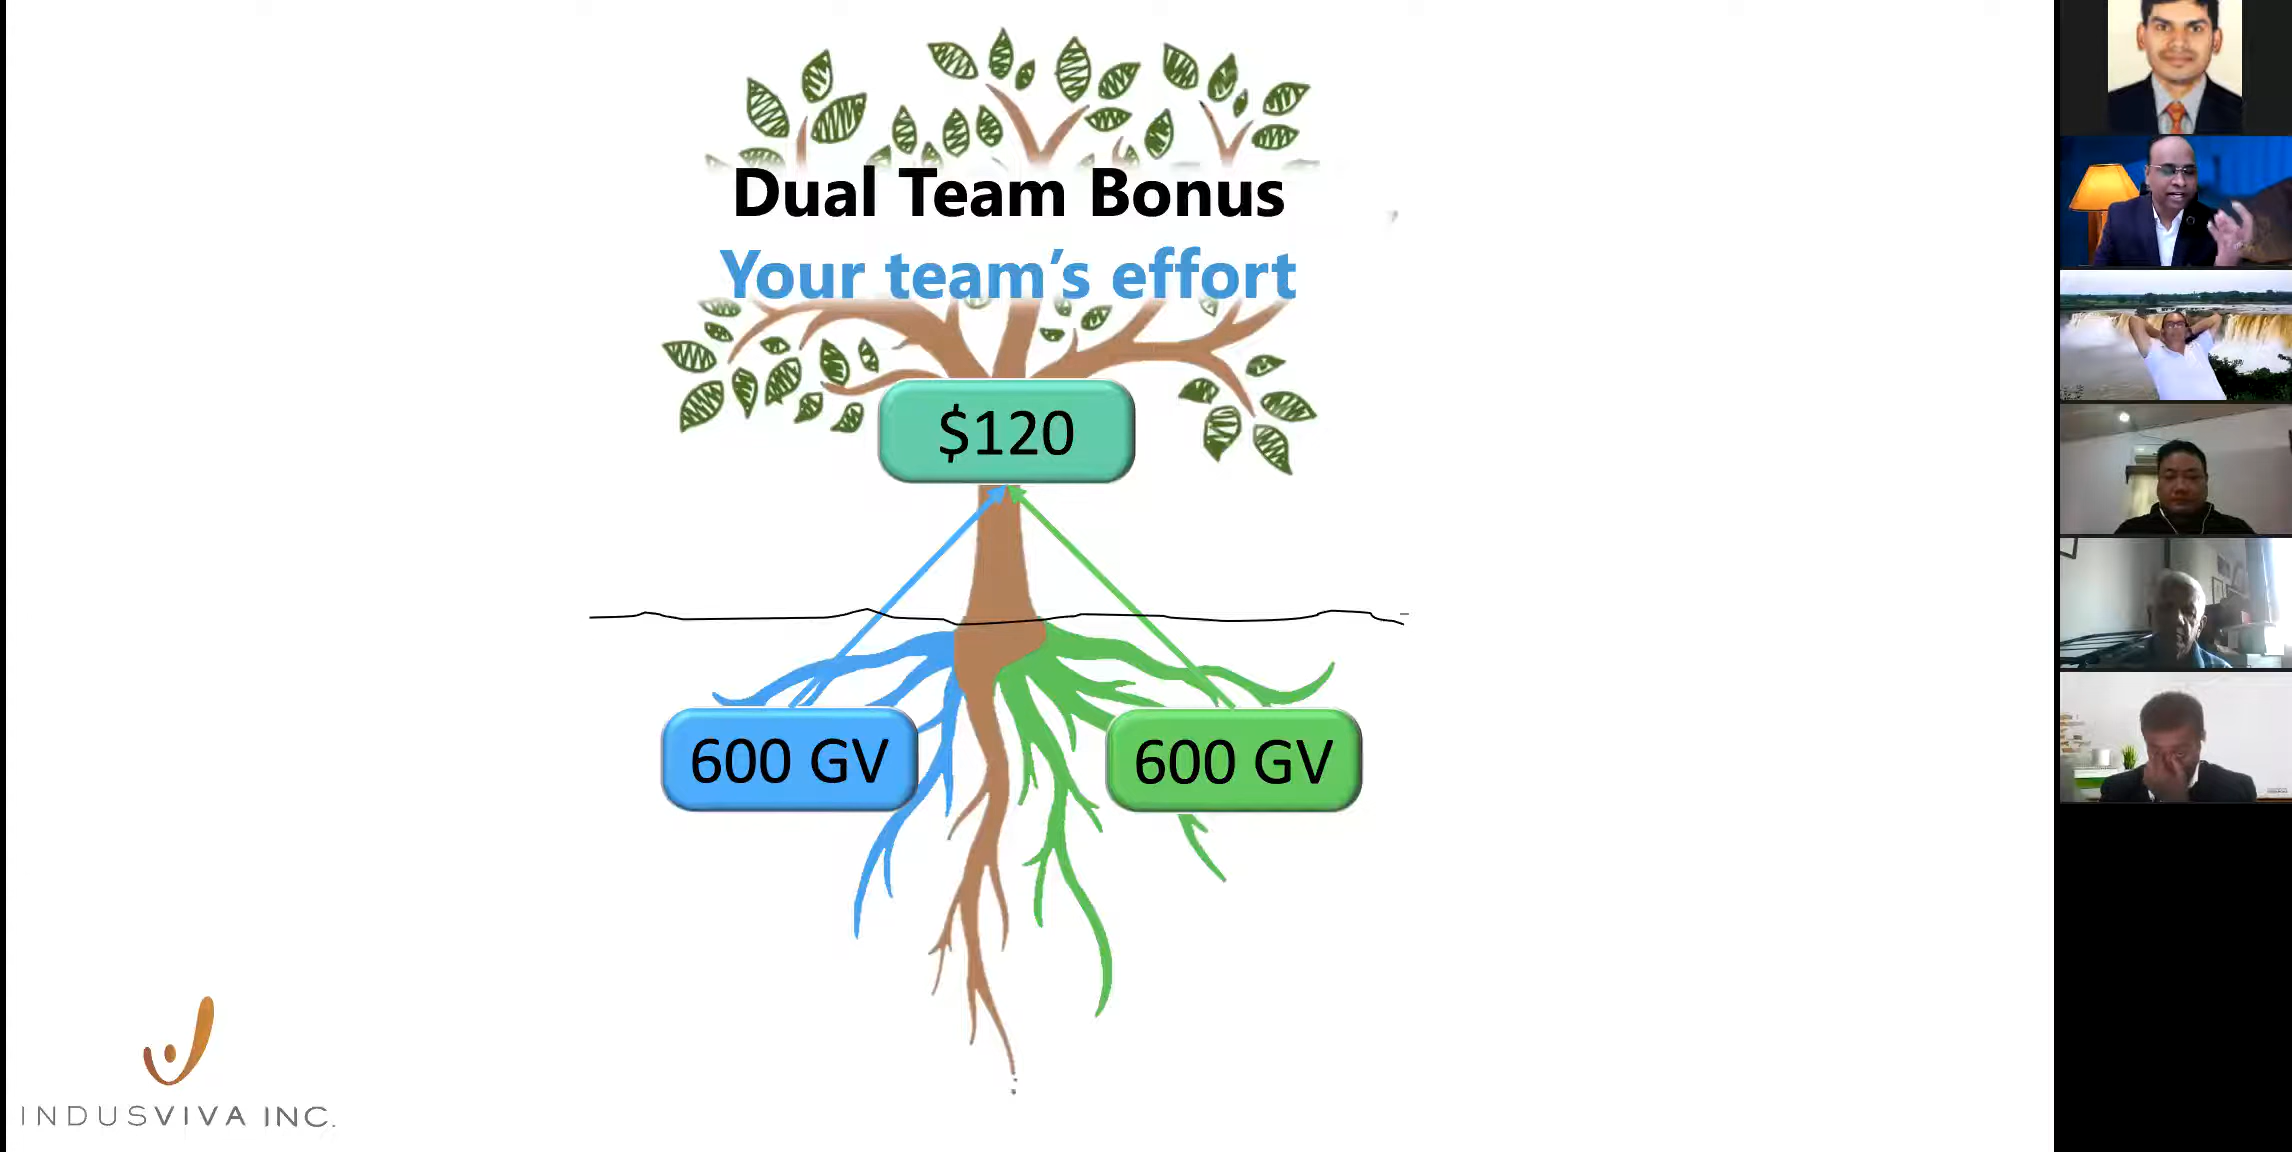 Dual Team Bonus
Your team’s effort
$120
600 GV
600 GV
INDUSVIVA INC.